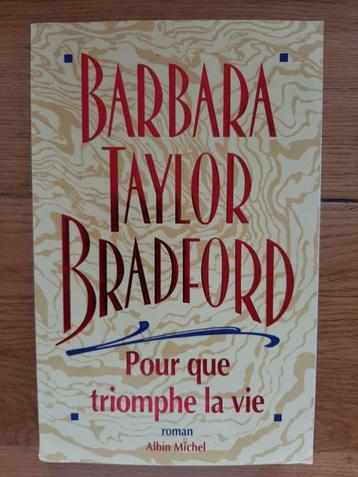 BARBARA
TAYLOR
BRADFORD
Pour que
triomphe la vie
roman
Albin Michel